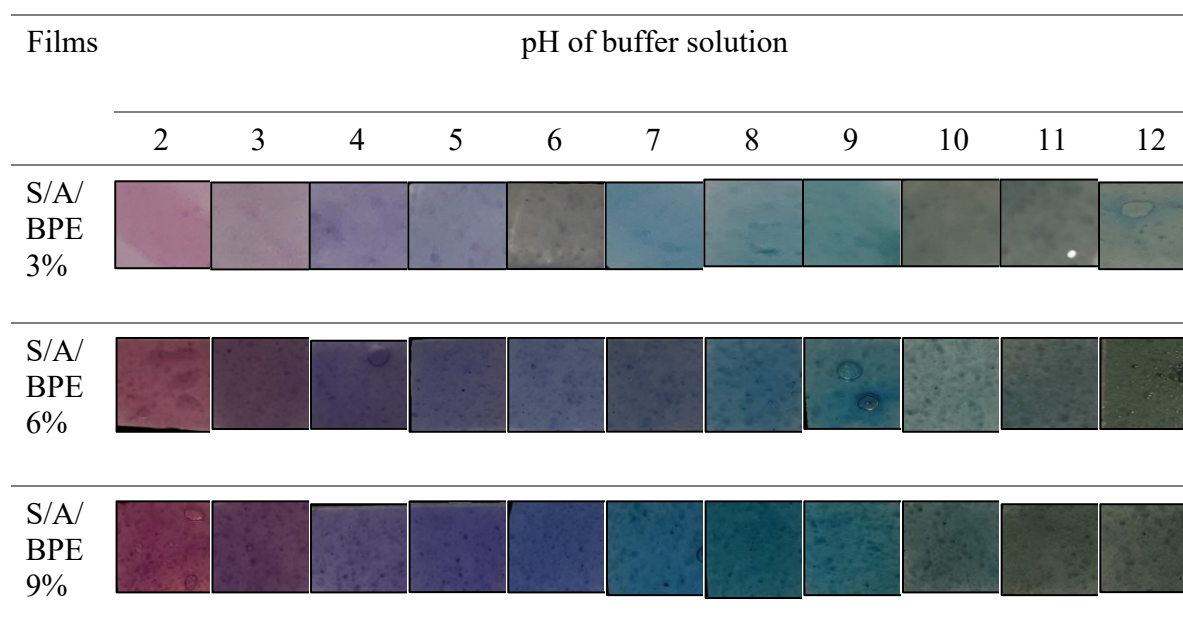 Films pH of buffer solution
2 3 4 5 6 7 8 9 10 11 12
S/A/
BPE
3%
S/A/
BPE
6%
S/A/
BPE
9%